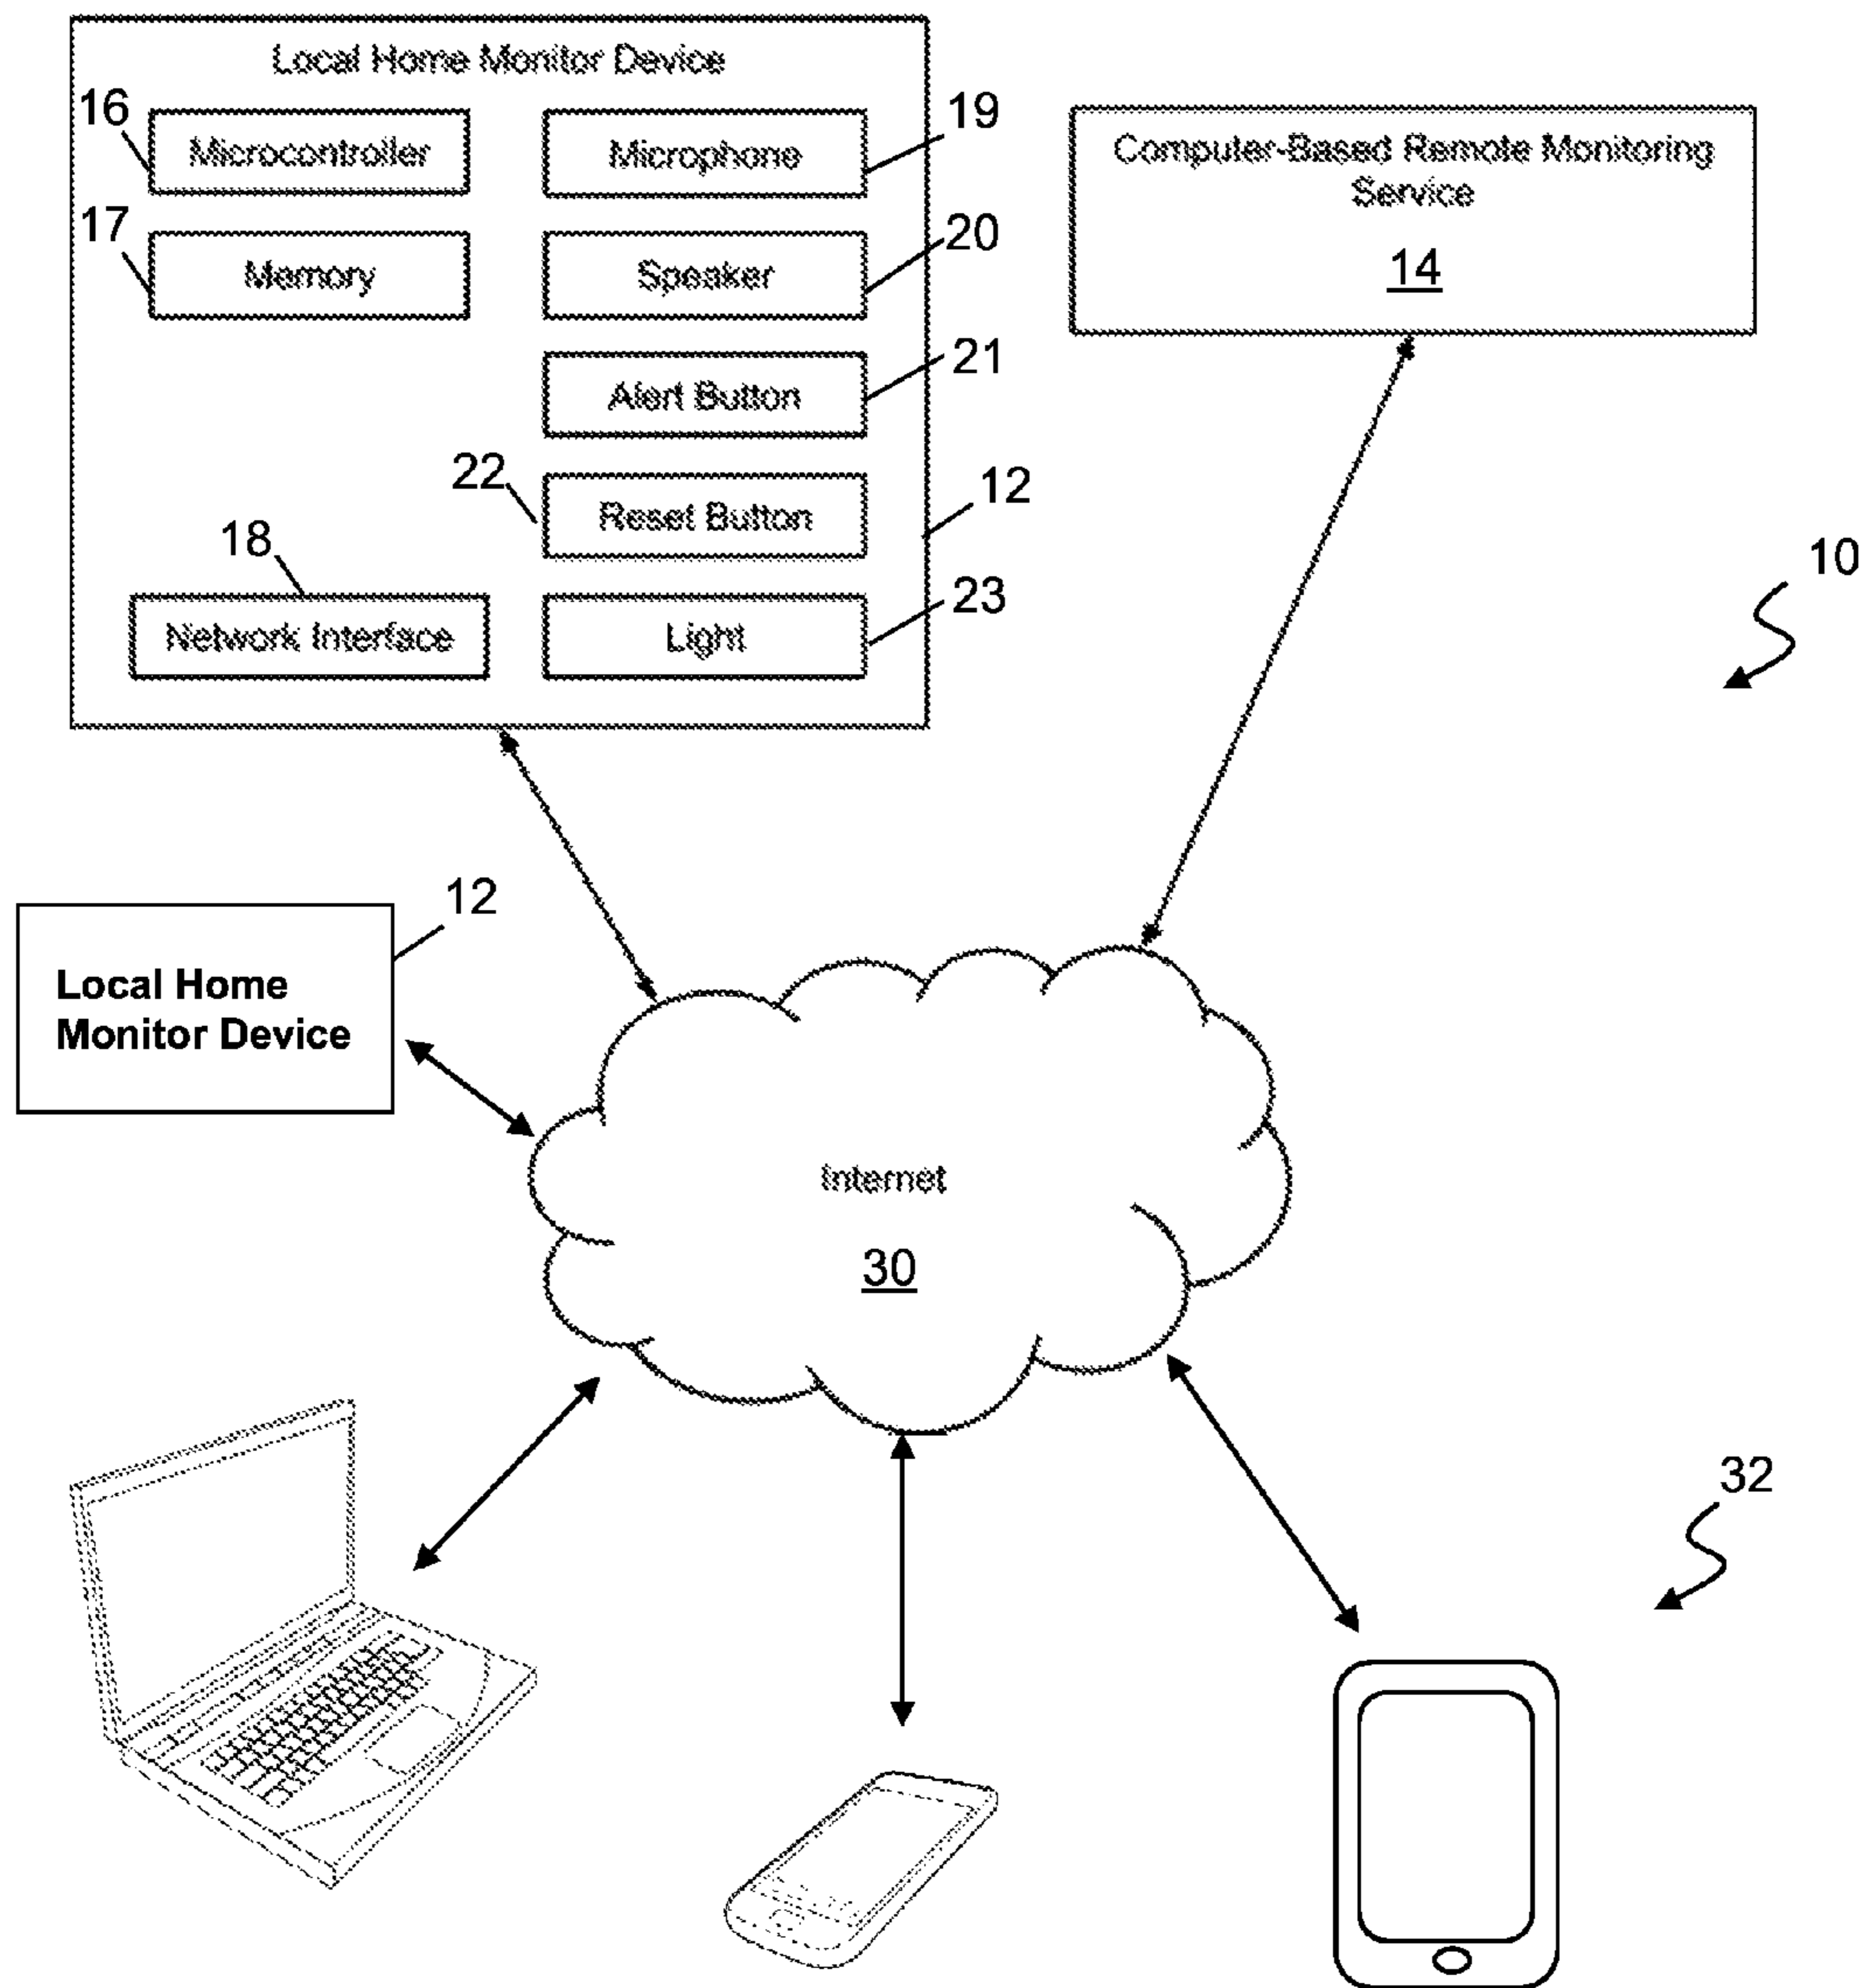 Local Home Monitor Device
16
Microcontroller
Microphone
19
17
Memory
Speaker
20
Alert Button
21
22
Reset Button
12
18
Network Interface
Light
23
Computer-Based Remote Monitoring
Service
14
10
12
Local Home
Monitor Device
Internet
30
32